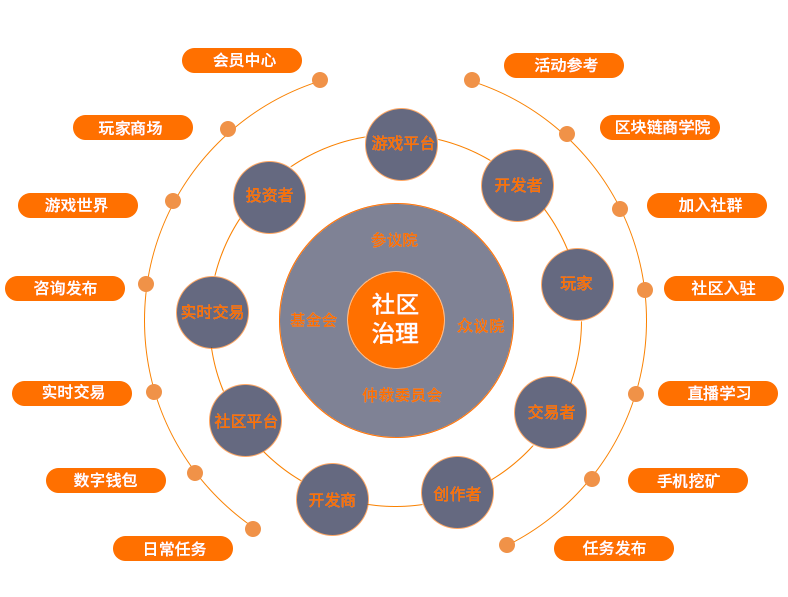 会员中心
活动参考
玩家商场
区块链商学院
游戏平台
投资者
开发者
游戏世界
加入社群
参议院
咨询发布
社区入驻
实时交易
基金会
社区
治理
众议院
玩家
仲裁委员会
实时交易
直播学习
社区平台
交易者
数字钱包
手机挖矿
开发商
创作者
日常任务
任务发布